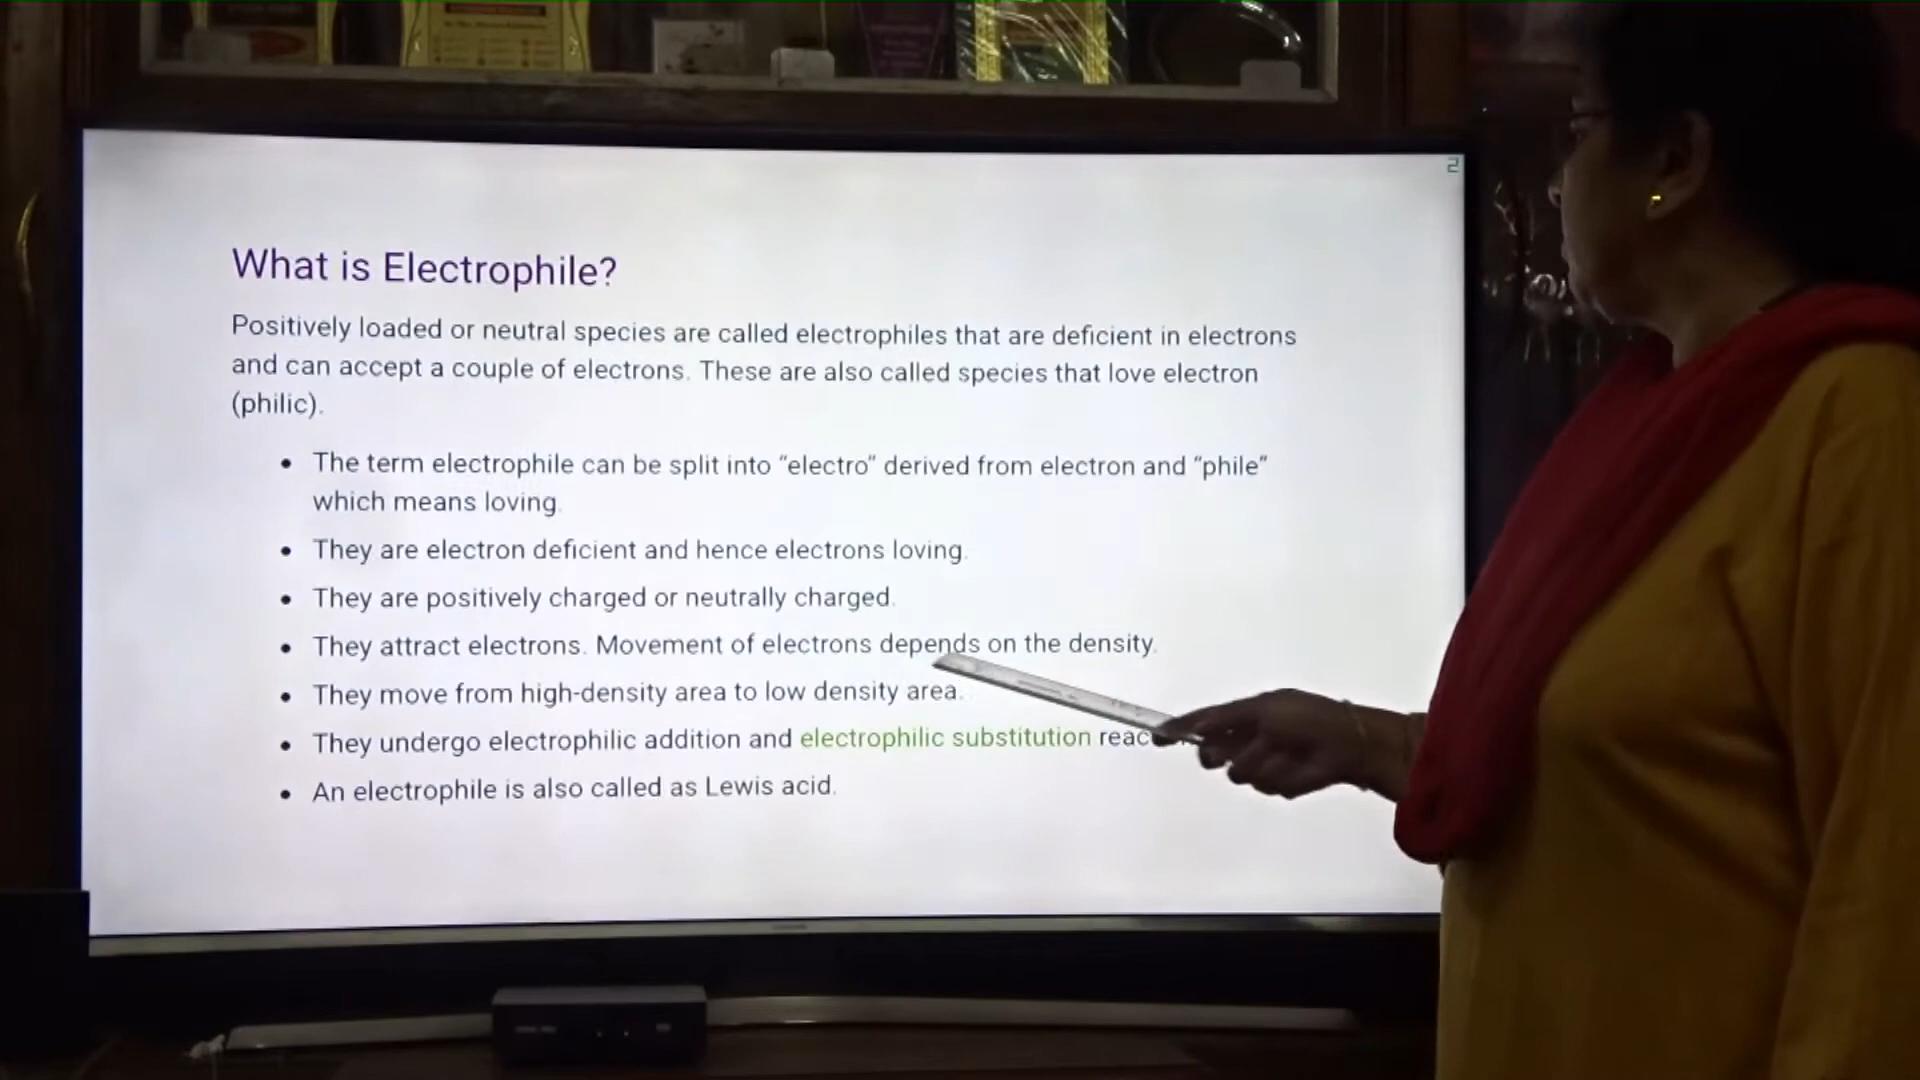 2
What is Electrophile?
Positively loaded or neutral species are called electrophiles that are deficient in electrons
and can accept a couple of electrons. These are also called species that love electron
(philic).
• The term electrophile can be split into “electro” derived from electron and “phile”
which means loving.
• They are electron deficient and hence electrons loving.
• They are positively charged or neutrally charged.
• They attract electrons. Movement of electrons depends on the density.
• They move from high-density area to low density area.
• They undergo electrophilic addition and electrophilic substitution
• An electrophile is also called as Lewis acid.